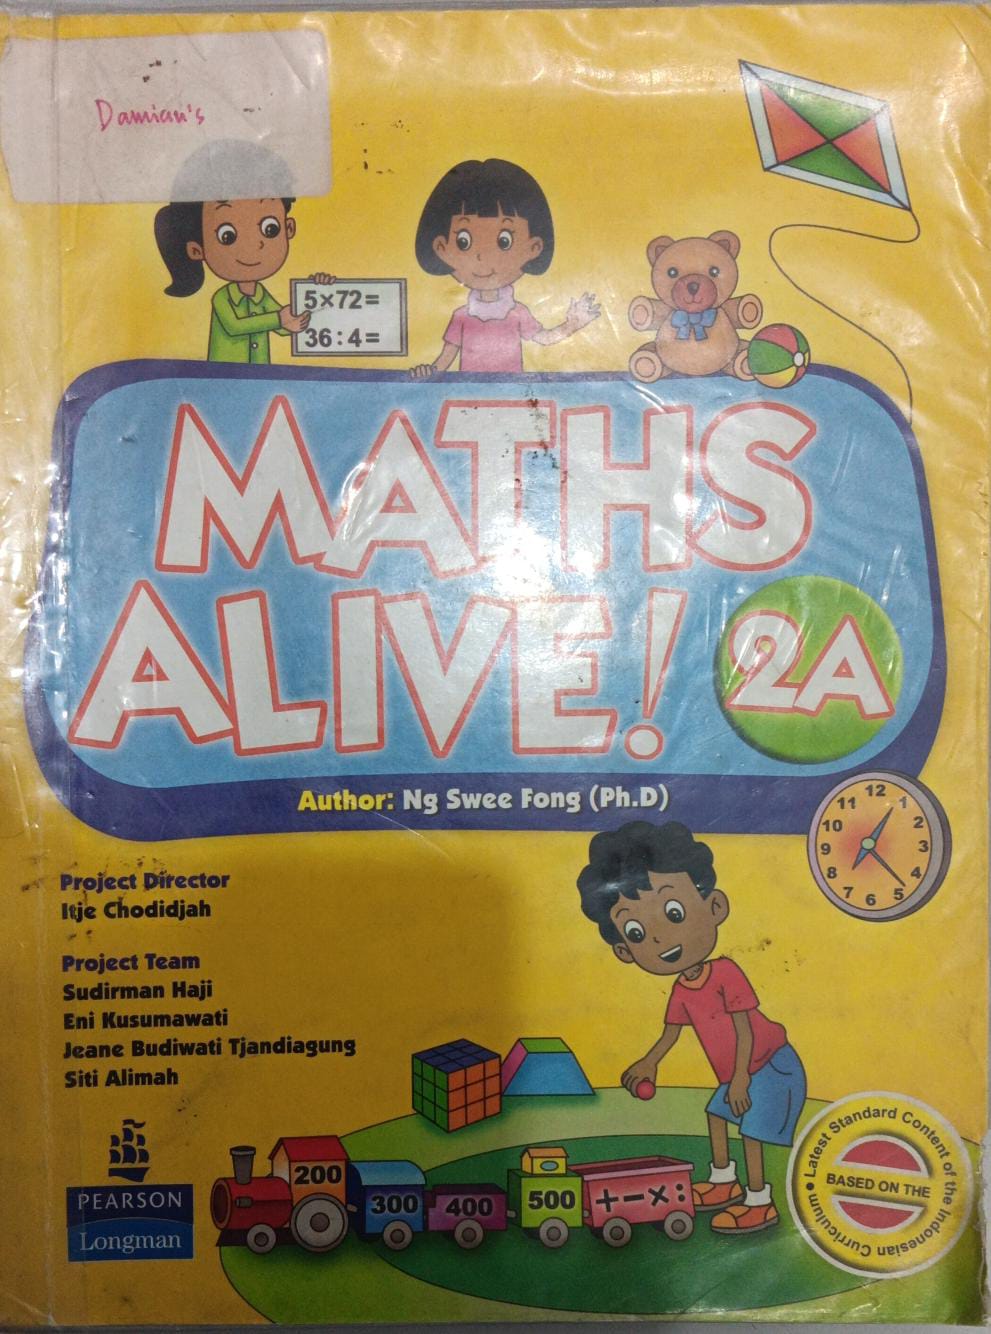 Damian's
5×72=
36:4=
MATHS
ALIVE! 2A
Author: Ng Swee Fong (Ph.D)
11 12 1
10 2
9 3
8 4
7 6 5
Project Director
Itje Chodidjah
Project Team
Sudirman Haji
Eni Kusumawati
Jeane Budiwati Tjandiagung
Siti Alimah
PEARSON
Longman
200
300
400
500
+-×:
Latest Standard Content of the Indonesian Curriculum
BASED ON THE